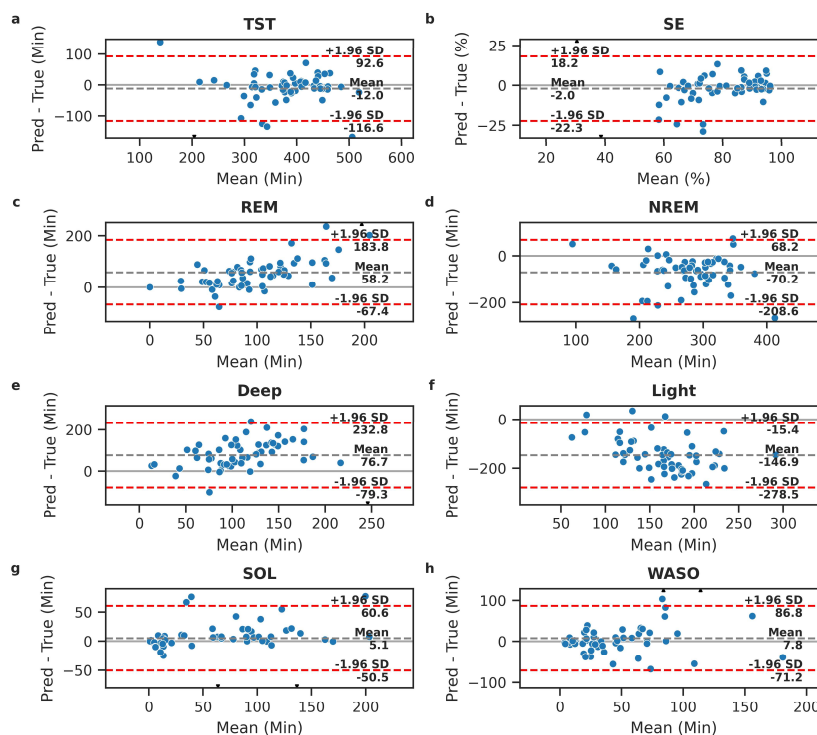 a
TST
+1.96 SD
92.6
Mean
-12.0
-1.96 SD
-116.6
100
0
−100
Pred - True (Min)
0
200
400
600
Mean (Min)
b
SE
+1.96 SD
18.2
Mean
-2.0
-1.96 SD
-22.3
25
0
−25
Pred - True (%)
20
40
60
80
100
Mean (%)
c
REM
+1.96 SD
183.8
Mean
58.2
-1.96 SD
-67.4
200
0
Pred - True (Min)
0
50
100
150
200
Mean (Min)
d
NREM
+1.96 SD
68.2
Mean
-70.2
-1.96 SD
-208.6
0
−200
Pred - True (Min)
100
200
300
400
Mean (Min)
e
Deep
+1.96 SD
232.8
Mean
76.7
-1.96 SD
-79.3
200
0
Pred - True (Min)
0
50
100
150
200
250
Mean (Min)
f
Light
+1.96 SD
-15.4
Mean
-146.9
-1.96 SD
-278.5
0
−200
Pred - True (Min)
50
100
150
200
250
300
Mean (Min)
g
SOL
+1.96 SD
60.6
Mean
5.1
-1.96 SD
-50.5
50
0
−50
Pred - True (Min)
0
50
100
150
200
Mean (Min)
h
WASO
+1.96 SD
86.8
Mean
7.8
-1.96 SD
-71.2
100
0
−100
Pred - True (Min)
0
50
100
150
200
Mean (Min)